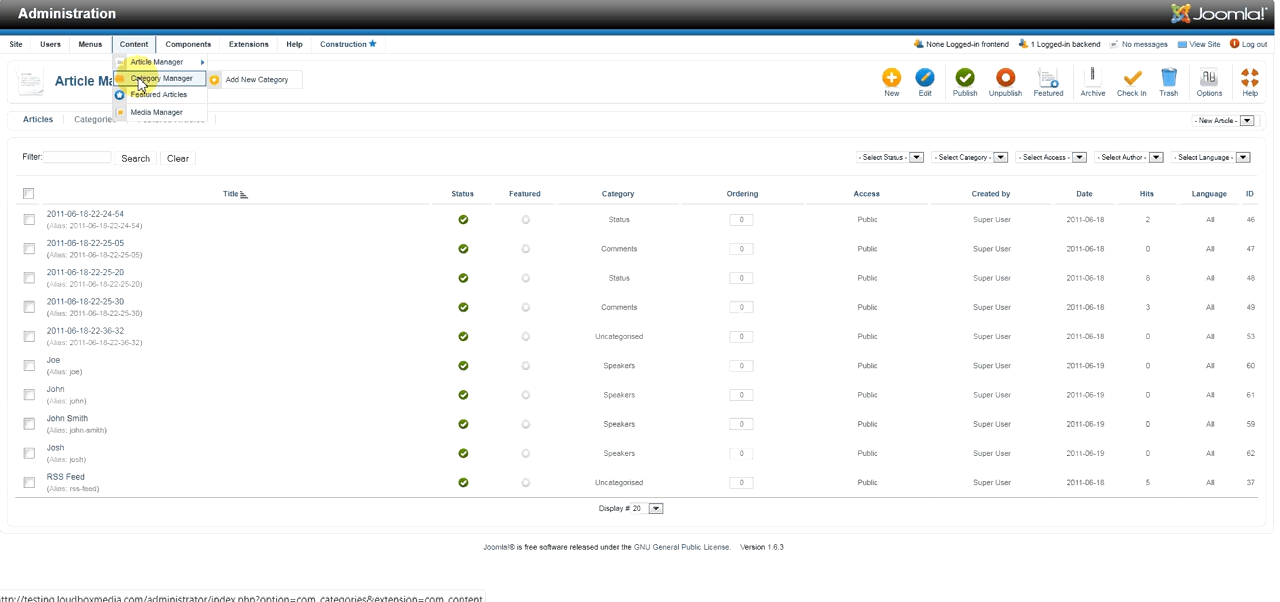 Administration
Joomla!
Site Users Menus Content Components Extensions Help Construction
None Logged-in frontend 1 Logged-in backend No messages View Site Log out
Article Manager
Category Manager
Add New Category
Featured Articles
Media Manager
Article Ma
New Edit Publish Unpublish Featured Archive Check In Trash Options Help
Articles Categories
- New Article -
Filter: Search Clear
- Select Status - - Select Category - - Select Access - - Select Author - - Select Language -
Title Status Featured Category Ordering Access Created by Date Hits Language ID
2011-06-18-22-24-54
(Alias: 2011-06-18-22-24-54)
Status 0 Public Super User 2011-06-18 2 All 46
2011-06-18-22-25-05
(Alias: 2011-06-18-22-25-05)
Comments 0 Public Super User 2011-06-18 0 All 47
2011-06-18-22-25-20
(Alias: 2011-06-18-22-25-20)
Status 0 Public Super User 2011-06-18 8 All 48
2011-06-18-22-25-30
(Alias: 2011-06-18-22-25-30)
Comments 0 Public Super User 2011-06-18 3 All 49
2011-06-18-22-36-32
(Alias: 2011-06-18-22-36-32)
Uncategorised 0 Public Super User 2011-06-18 0 All 53
Joe
(Alias: joe)
Speakers 0 Public Super User 2011-06-19 0 All 60
John
(Alias: john)
Speakers 0 Public Super User 2011-06-19 0 All 61
John Smith
(Alias: john-smith)
Speakers 0 Public Super User 2011-06-19 0 All 59
Josh
(Alias: josh)
Speakers 0 Public Super User 2011-06-19 0 All 62
RSS Feed
(Alias: rss-feed)
Uncategorised 0 Public Super User 2011-06-18 5 All 37
Display # 20
Joomla!® is free software released under the GNU General Public License. Version 1.6.3
http://testing.loudboxmedia.com/administrator/index.php?option=com_categories&extension=com_content